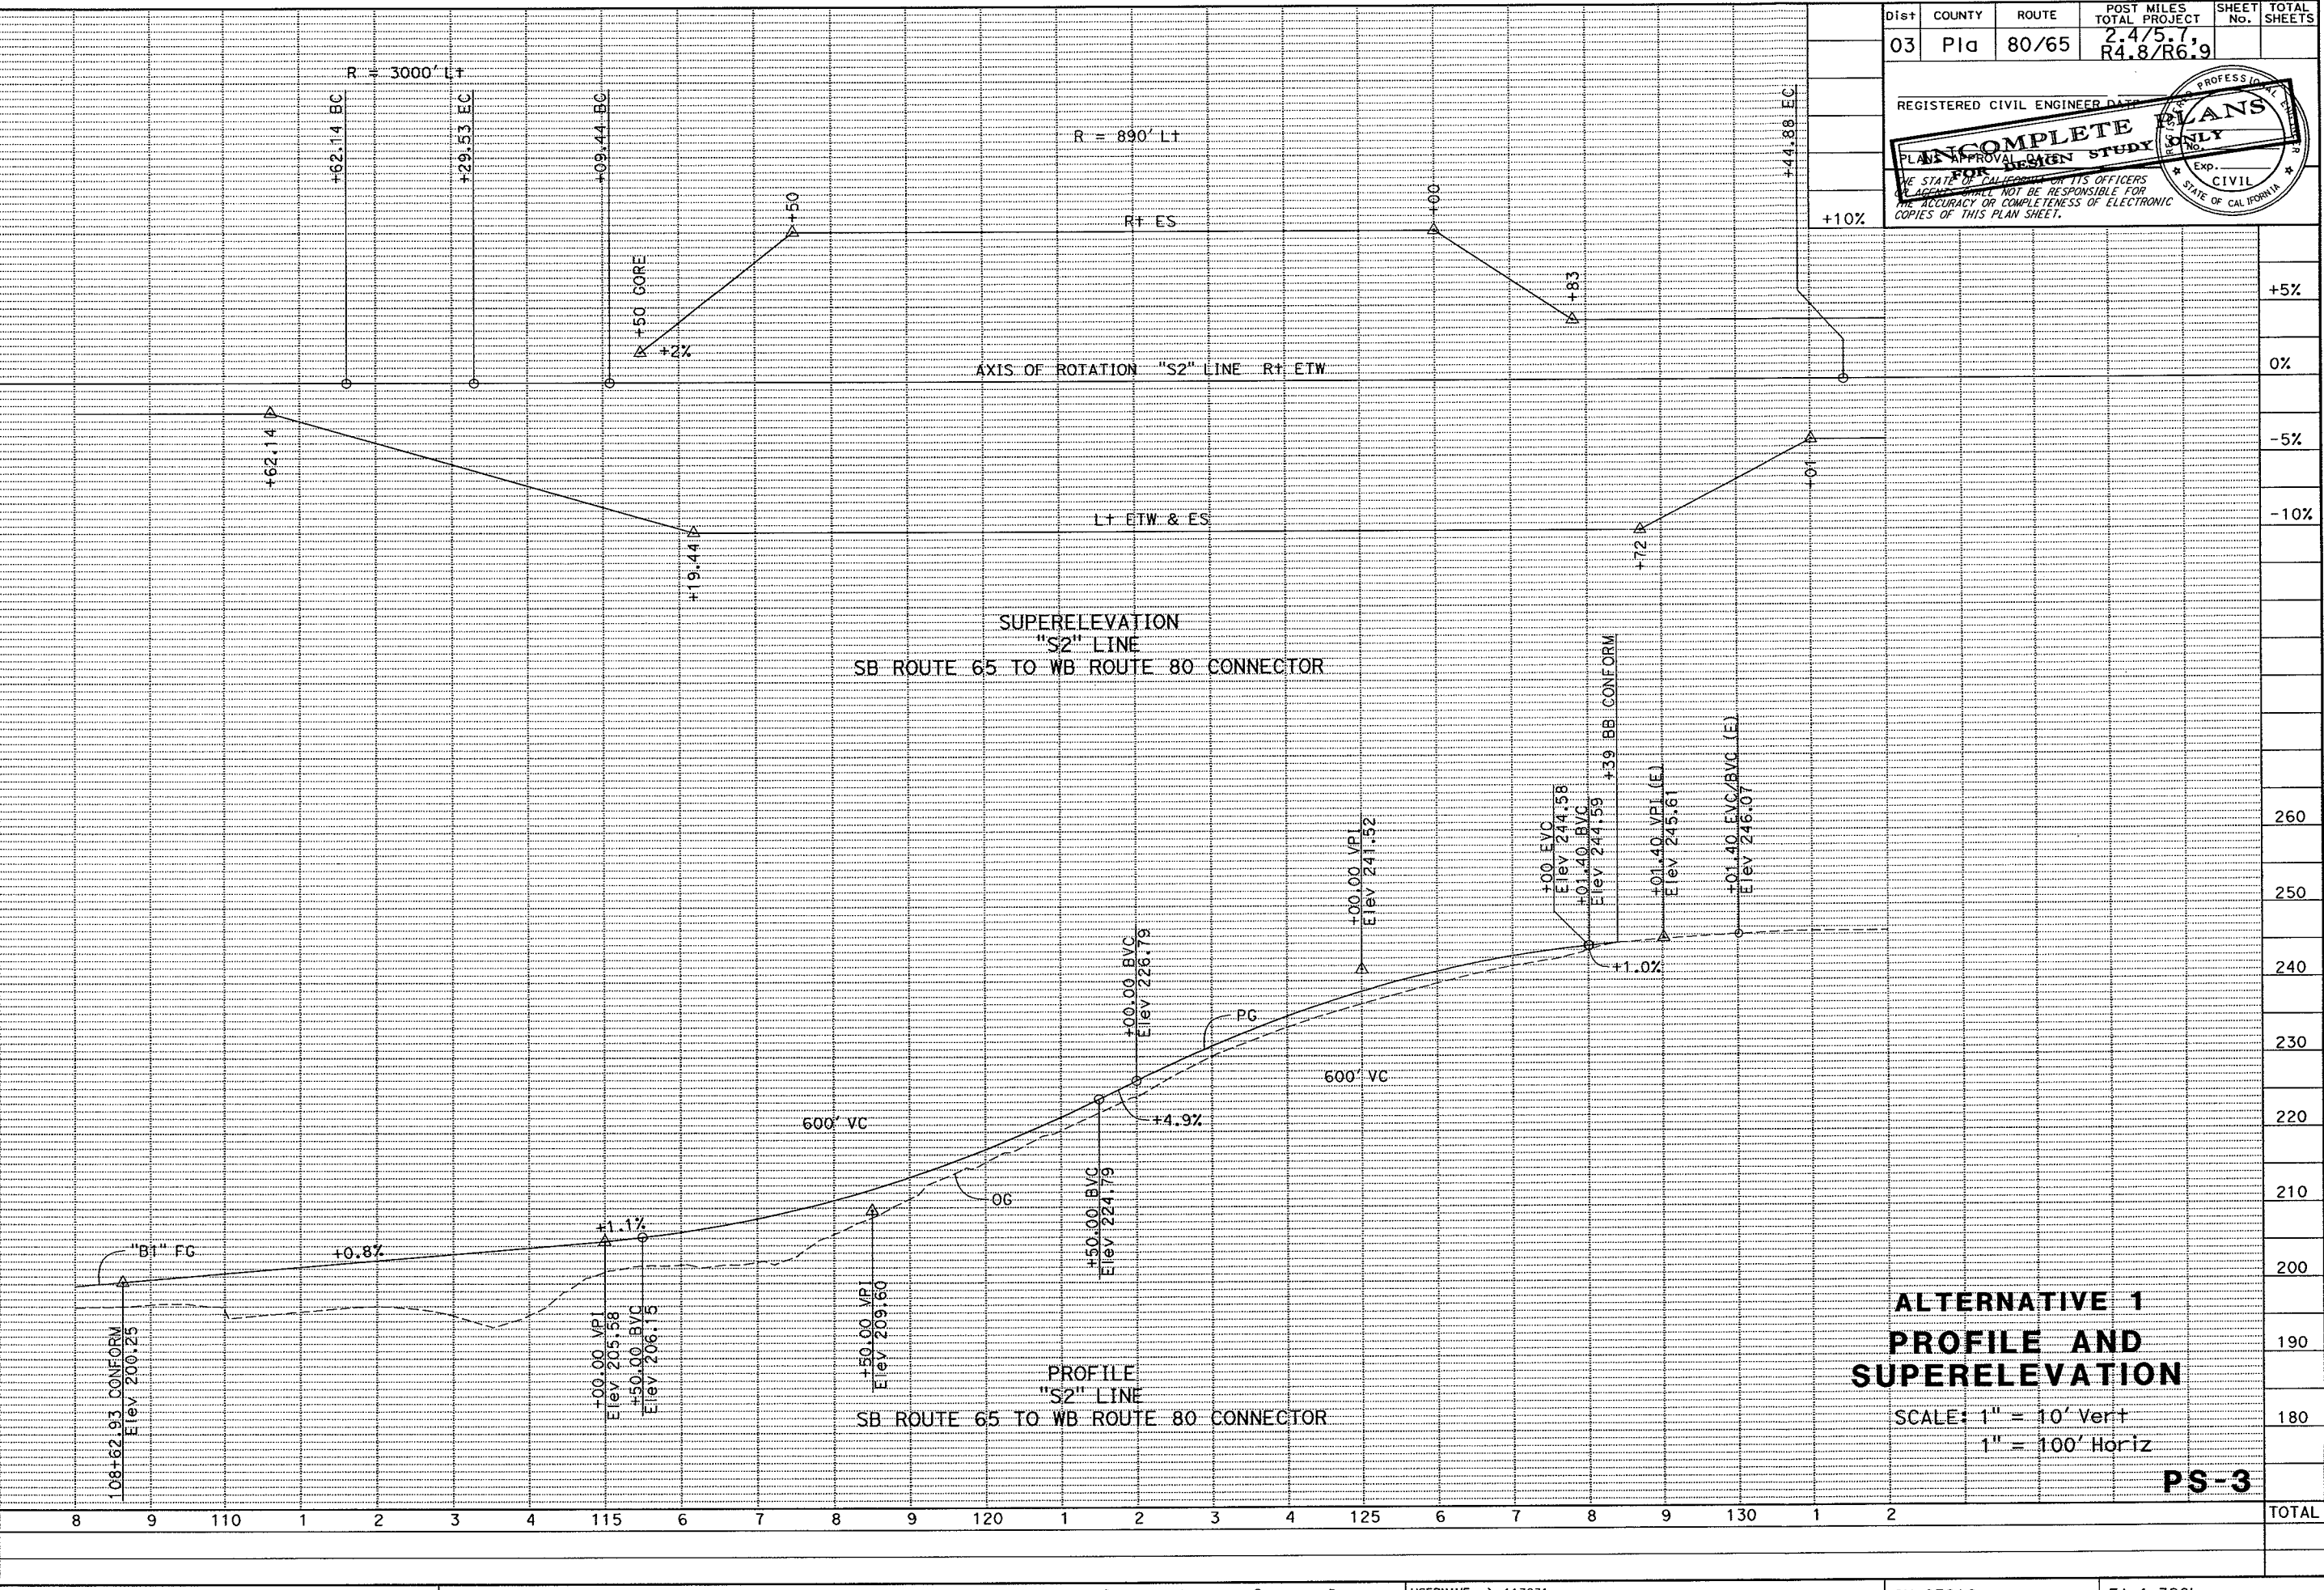 Dist COUNTY ROUTE POST MILES TOTAL PROJECT SHEET No. TOTAL SHEETS
03 Pla 80/65 2.4/5.7, R4.8/R6.9
REGISTERED CIVIL ENGINEER DATE
PLANS APPROVAL DATE
THE STATE OF CALIFORNIA OR ITS OFFICERS
OR AGENTS SHALL NOT BE RESPONSIBLE FOR
THE ACCURACY OR COMPLETENESS OF ELECTRONIC
COPIES OF THIS PLAN SHEET.
INCOMPLETE PLANS
FOR DESIGN STUDY ONLY
REGISTERED PROFESSIONAL ENGINEER
No.
Exp.
CIVIL
STATE OF CALIFORNIA
R = 3000' Lt
+62.14 BC
+29.53 EC
+09.44 BC
R = 890' Lt
+44.88 EC
+10%
+5%
0%
-5%
-10%
+50 GORE
+2%
+50
Rt ES
+00
+83
AXIS OF ROTATION "S2" LINE Rt ETW
+62.14
+19.44
Lt ETW & ES
+72
+01
SUPERELEVATION
"S2" LINE
SB ROUTE 65 TO WB ROUTE 80 CONNECTOR
+00.00 VPI
Elev 241.52
+00 EVC
Elev 244.58
+01.40 BVC
Elev 244.59
+39 BB CONFORM
+01.40 VPI (E)
Elev 245.61
+01.40 EVC/BVC (E)
Elev 246.07
+1.0%
+00.00 BVC
Elev 226.79
PG
600' VC
+4.9%
600' VC
OG
+50.00 BVC
Elev 224.79
"B1" FG
+0.8%
+1.1%
108+62.93 CONFORM
Elev 200.25
+00.00 VPI
Elev 205.58
+50.00 BVC
Elev 206.15
+50.00 VPI
Elev 209.60
PROFILE
"S2" LINE
SB ROUTE 65 TO WB ROUTE 80 CONNECTOR
260
250
240
230
220
210
200
190
180
ALTERNATIVE 1
PROFILE AND
SUPERELEVATION
SCALE: 1" = 10' Vert
1" = 100' Horiz
PS-3
8 9 110 1 2 3 4 115 6 7 8 9 120 1 2 3 4 125 6 7 8 9 130 1 2 TOTAL